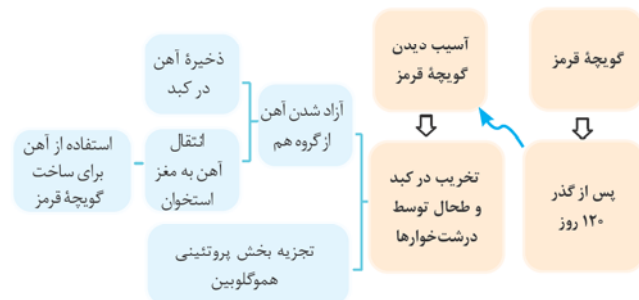 گویچهٔ قرمز
پس از گذر
۱۲۰ روز
آسیب دیدن
گویچهٔ قرمز
تخریب در کبد
و طحال توسط
درشت‌خوارها
آزاد شدن آهن
از گروه هم
ذخیرهٔ آهن
در کبد
انتقال
آهن به مغز
استخوان
استفاده از آهن
برای ساخت
گویچهٔ قرمز
تجزیه بخش پروتئینی
هموگلوبین